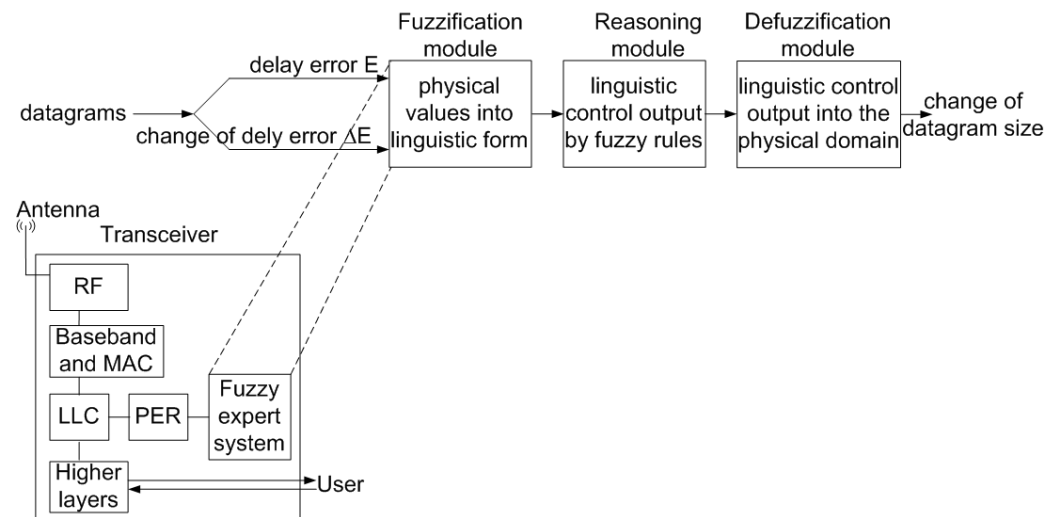 Fuzzification
module
Reasoning
module
Defuzzification
module
delay error E
datagrams
change of dely error ΔE
physical
values into
linguistic form
linguistic
control output
by fuzzy rules
linguistic control
output into the
physical domain
change of
datagram size
Antenna
((ı))
Transceiver
RF
Baseband
and MAC
LLC
PER
Fuzzy
expert
system
Higher
layers
User